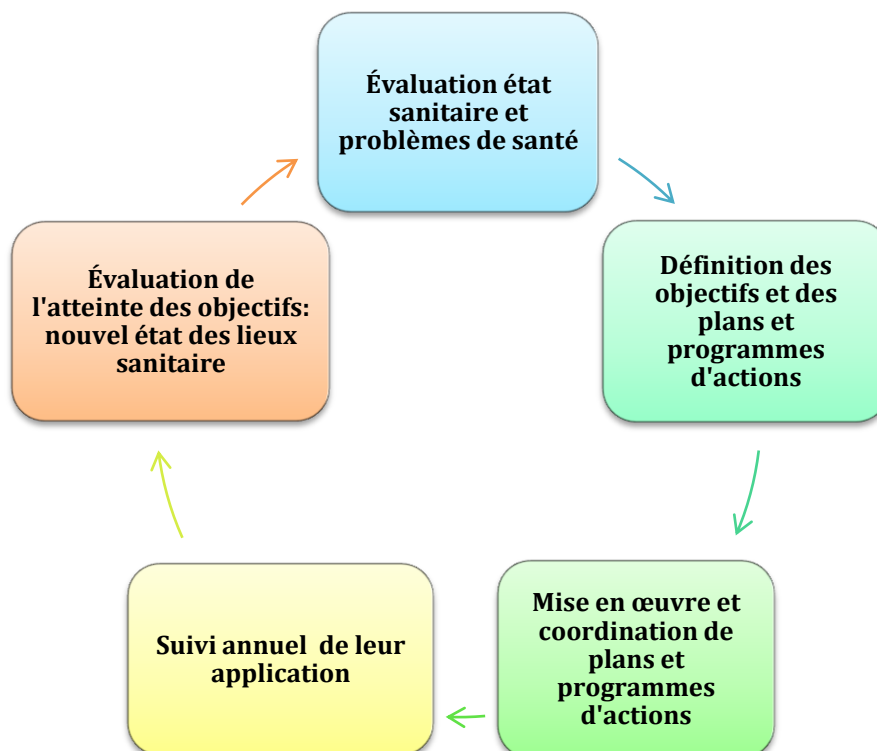 Évaluation état
sanitaire et
problèmes de santé
Définition des
objectifs et des
plans et
programmes
d'actions
Mise en œuvre et
coordination de
plans et
programmes
d'actions
Suivi annuel  de leur
application
Évaluation de
l'atteinte des objectifs:
nouvel état des lieux
sanitaire